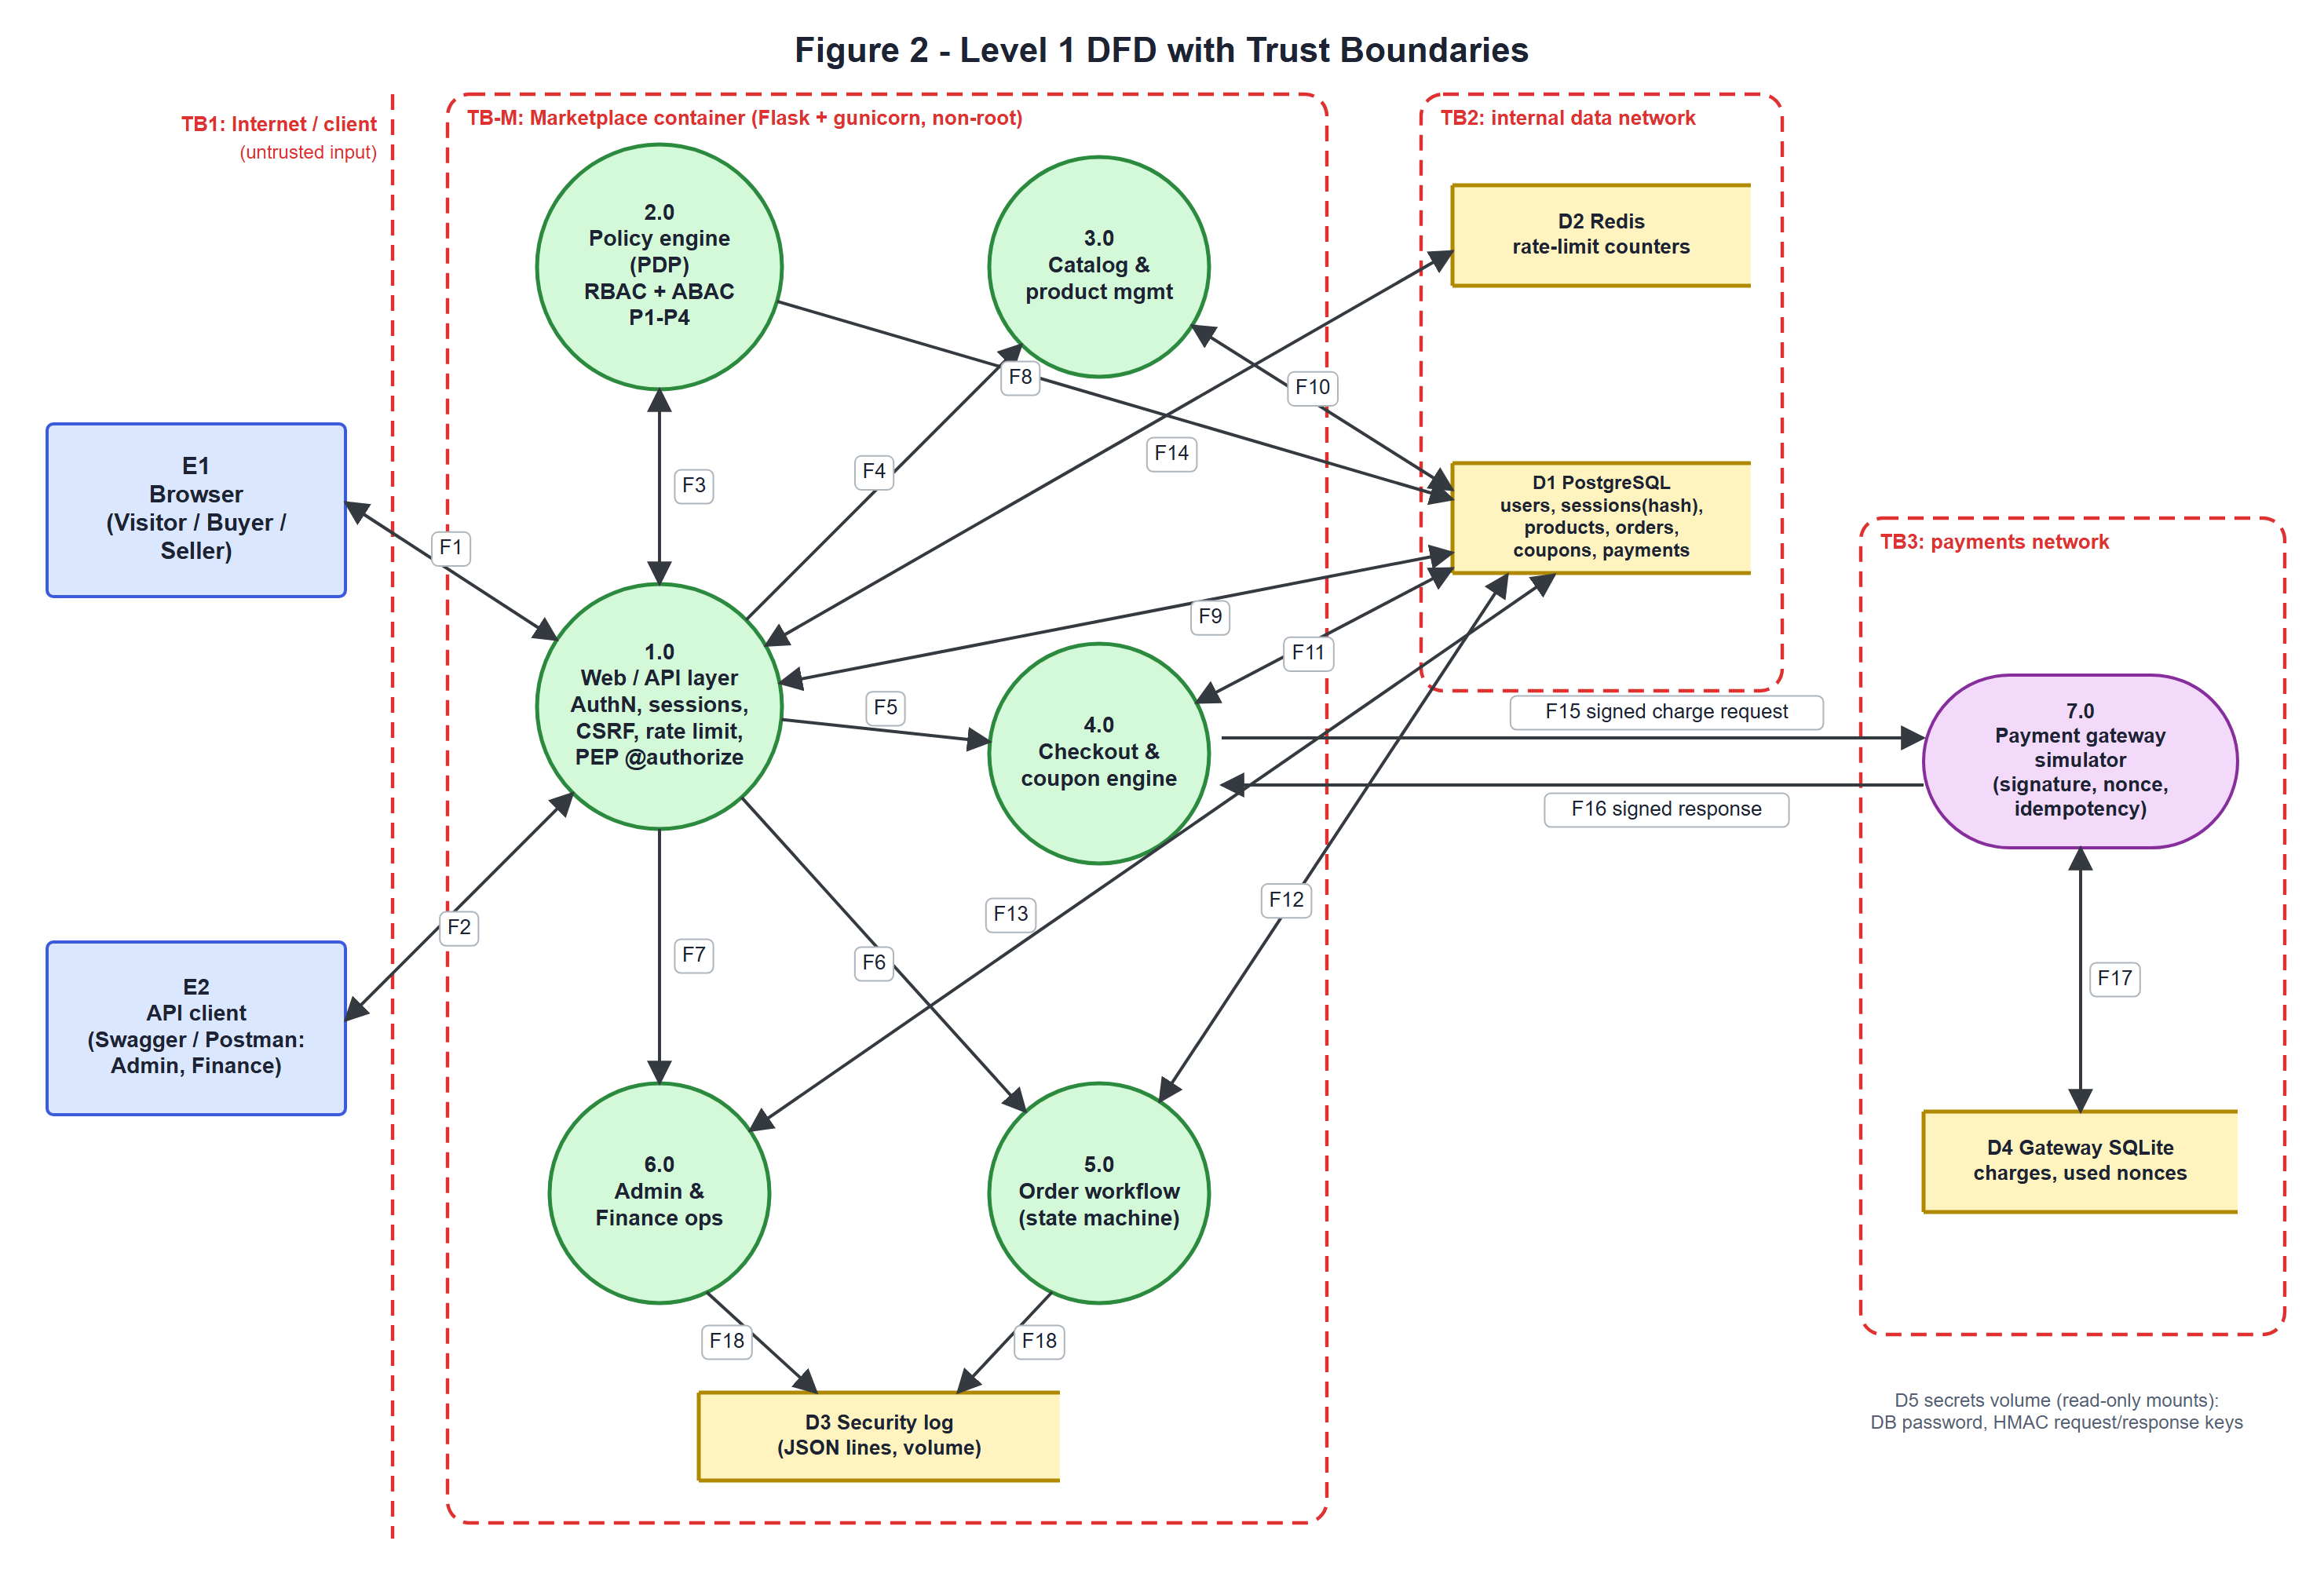 Figure 2 - Level 1 DFD with Trust Boundaries
TB1: Internet / client
(untrusted input)
TB-M: Marketplace container (Flask + gunicorn, non-root)
TB2: internal data network
2.0
Policy engine
(PDP)
RBAC + ABAC
P1-P4
3.0
Catalog &
product mgmt
D2 Redis
rate-limit counters
F8
F10
F14
F4
F3
E1
Browser
(Visitor / Buyer /
Seller)
F1
D1 PostgreSQL
users, sessions(hash),
products, orders,
coupons, payments
TB3: payments network
F9
F11
1.0
Web / API layer
AuthN, sessions,
CSRF, rate limit,
PEP @authorize
F5
4.0
Checkout &
coupon engine
F15 signed charge request
F16 signed response
7.0
Payment gateway
simulator
(signature, nonce,
idempotency)
F2
F13
F12
F7
F6
F17
E2
API client
(Swagger / Postman:
Admin, Finance)
6.0
Admin &
Finance ops
5.0
Order workflow
(state machine)
D4 Gateway SQLite
charges, used nonces
F18
F18
D3 Security log
(JSON lines, volume)
D5 secrets volume (read-only mounts):
DB password, HMAC request/response keys